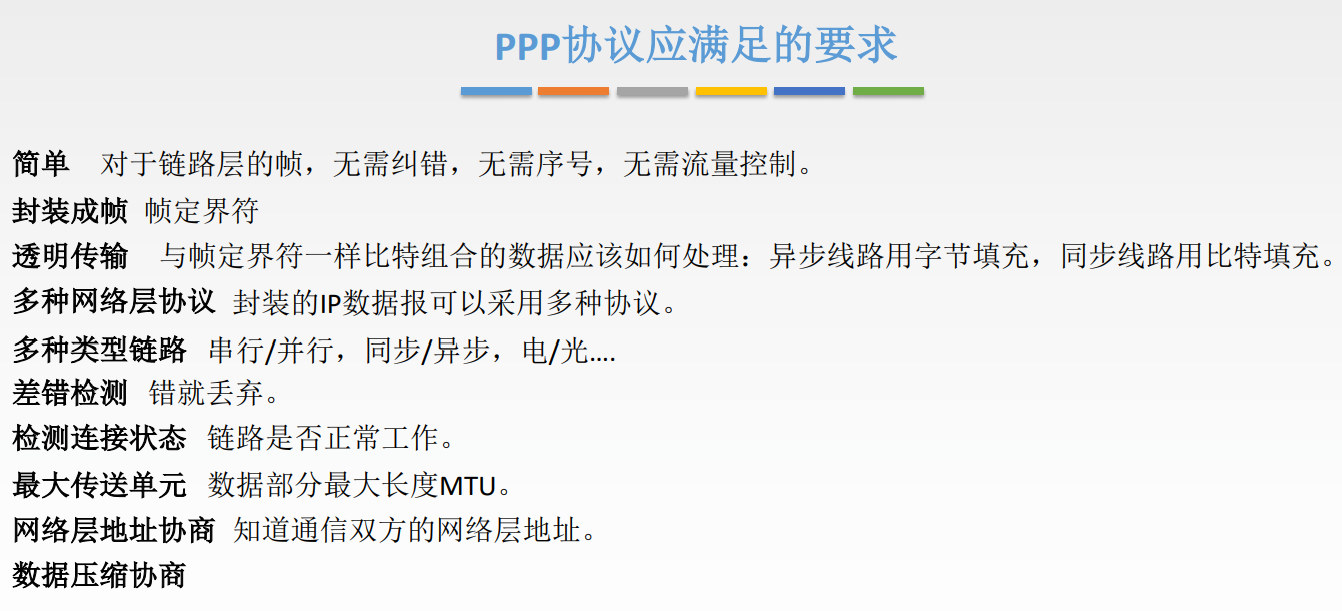 PPP协议应满足的要求
简单 对于链路层的帧，无需纠错，无需序号，无需流量控制。
封装成帧 帧定界符
透明传输 与帧定界符一样比特组合的数据应该如何处理：异步线路用字节填充，同步线路用比特填充。
多种网络层协议 封装的IP数据报可以采用多种协议。
多种类型链路 串行/并行，同步/异步，电/光....
差错检测 错就丢弃。
检测连接状态 链路是否正常工作。
最大传送单元 数据部分最大长度MTU。
网络层地址协商 知道通信双方的网络层地址。
数据压缩协商